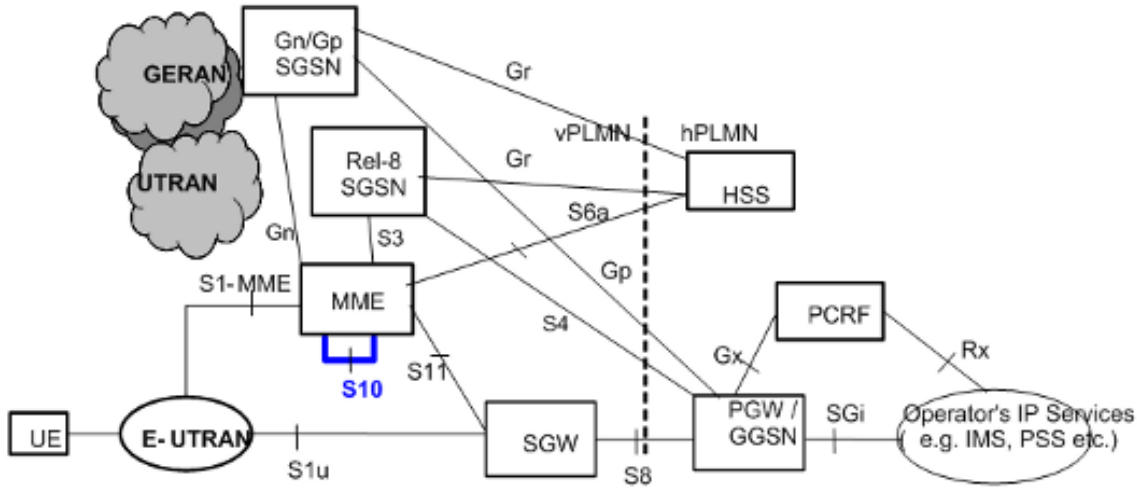 Gn/Gp
SGSN
GERAN
Gr
vPLMN
hPLMN
Rel-8
SGSN
Gr
UTRAN
HSS
S6a
Gn
S3
Gp
S1-MME
MME
PCRF
S4
Gx
Rx
S11
S10
PGW /
GGSN
SGi
Operator's IP Services
( e.g. IMS, PSS etc.)
UE
E-UTRAN
SGW
S1u
S8